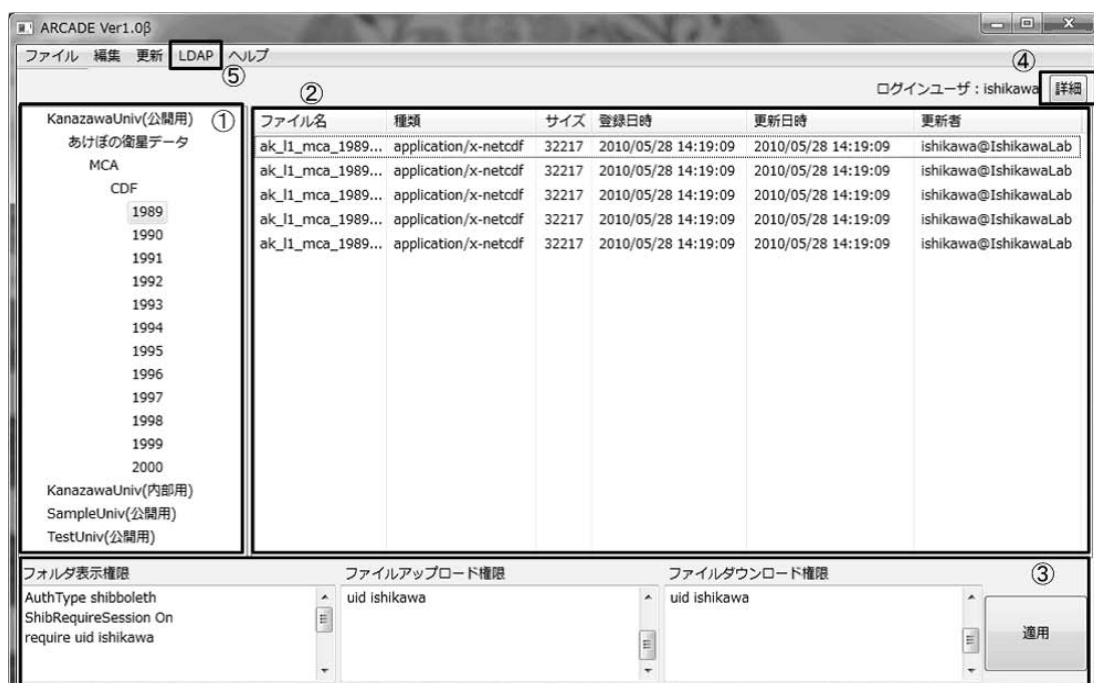 ARCADE Ver1.0β
ファイル 編集 更新 LDAP ヘルプ
⑤
④
ログインユーザ : ishikawa 詳細
①
KanazawaUniv(公開用)
あけぼの衛星データ
MCA
CDF
1989
1990
1991
1992
1993
1994
1995
1996
1997
1998
1999
2000
KanazawaUniv(内部用)
SampleUniv(公開用)
TestUniv(公開用)
②
ファイル名 種類 サイズ 登録日時 更新日時 更新者
ak_l1_mca_1989... application/x-netcdf 32217 2010/05/28 14:19:09 2010/05/28 14:19:09 ishikawa@IshikawaLab
ak_l1_mca_1989... application/x-netcdf 32217 2010/05/28 14:19:09 2010/05/28 14:19:09 ishikawa@IshikawaLab
ak_l1_mca_1989... application/x-netcdf 32217 2010/05/28 14:19:09 2010/05/28 14:19:09 ishikawa@IshikawaLab
ak_l1_mca_1989... application/x-netcdf 32217 2010/05/28 14:19:09 2010/05/28 14:19:09 ishikawa@IshikawaLab
ak_l1_mca_1989... application/x-netcdf 32217 2010/05/28 14:19:09 2010/05/28 14:19:09 ishikawa@IshikawaLab
フォルダ表示権限
AuthType shibboleth
ShibRequireSession On
require uid ishikawa
ファイルアップロード権限
uid ishikawa
ファイルダウンロード権限
uid ishikawa
③
適用